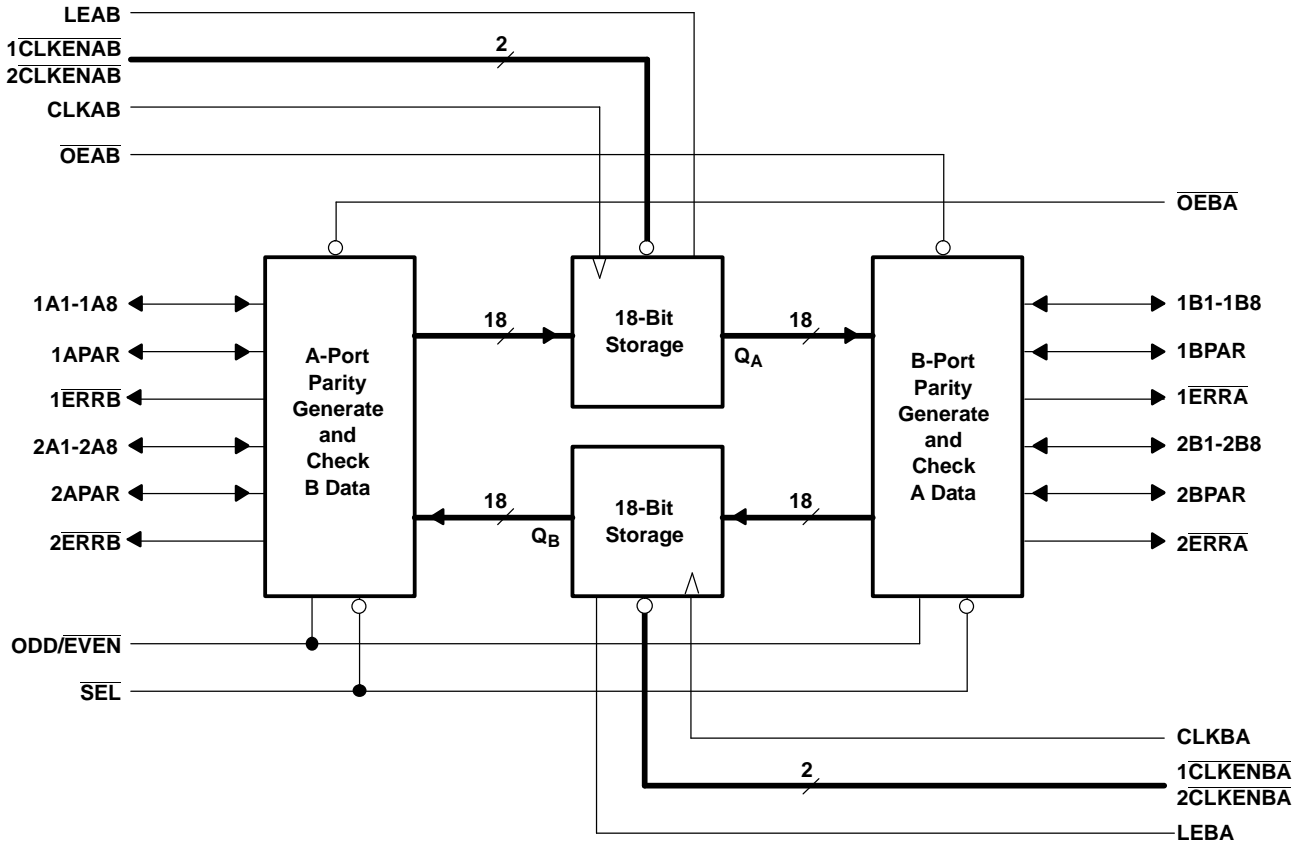 LEAB
1CLKENAB
2CLKENAB
2
CLKAB
OEAB
OEBA
1A1-1A8
1APAR
1ERRB
2A1-2A8
2APAR
2ERRB
A-Port
Parity
Generate
and
Check
B Data
18
18-Bit
Storage
18
QA
18
QB
18-Bit
Storage
18
B-Port
Parity
Generate
and
Check
A Data
1B1-1B8
1BPAR
1ERRA
2B1-2B8
2BPAR
2ERRA
ODD/EVEN
SEL
CLKBA
2
1CLKENBA
2CLKENBA
LEBA